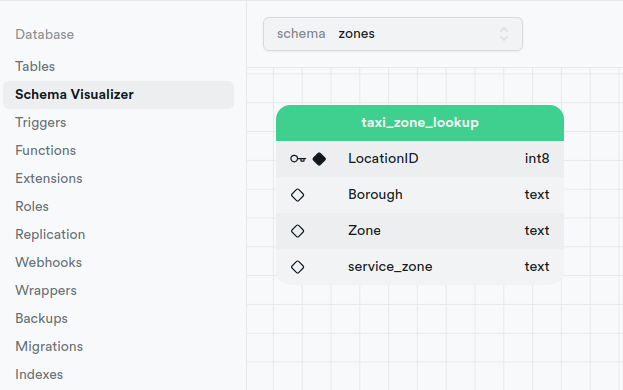 Database
Tables
Schema Visualizer
Triggers
Functions
Extensions
Roles
Replication
Webhooks
Wrappers
Backups
Migrations
Indexes
schema zones
taxi_zone_lookup
LocationID int8
Borough text
Zone text
service_zone text